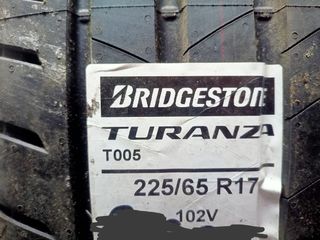 BRIDGESTON
TURANZA
T005
225/65 R17
102V